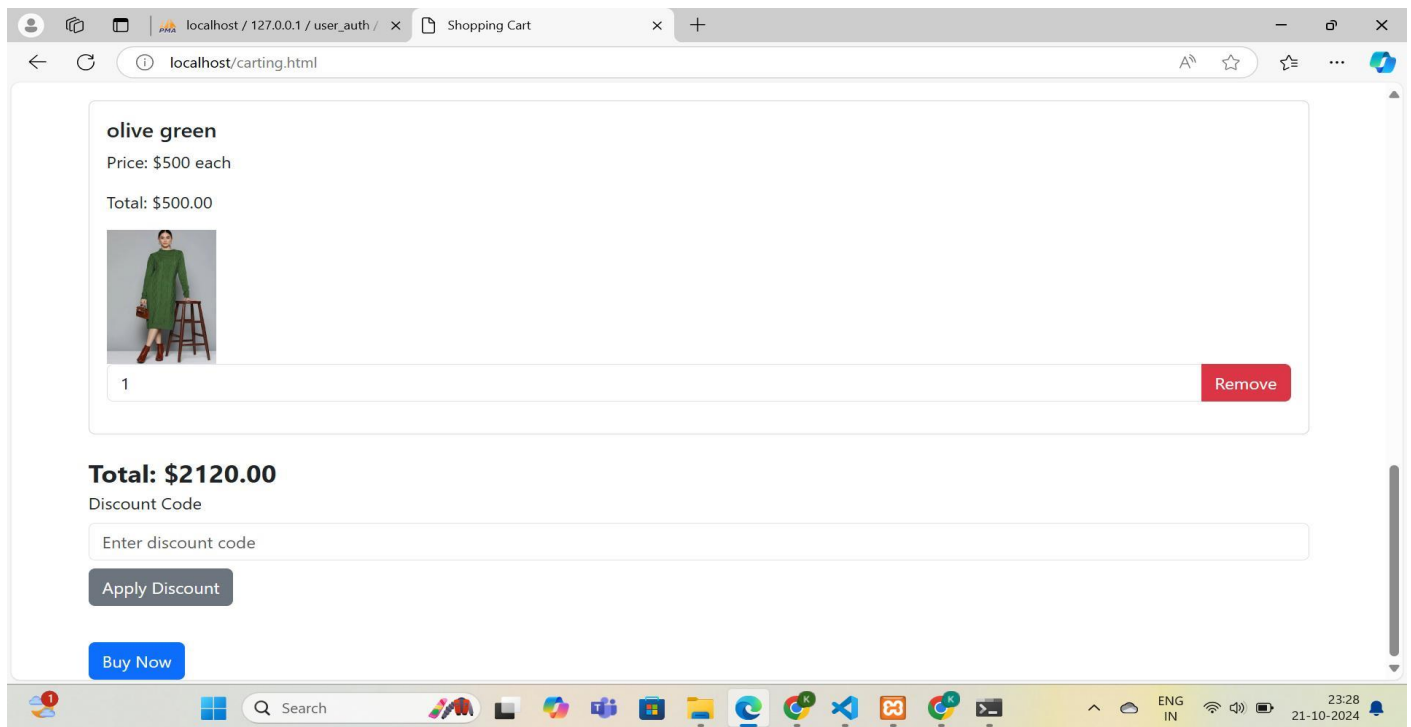 PMA localhost / 127.0.0.1 / user_auth /
Shopping Cart
localhost/carting.html
olive green
Price: $500 each
Total: $500.00
1
Remove
Total: $2120.00
Discount Code
Enter discount code
Apply Discount
Buy Now
1
Search
K
K
ENG
IN
23:28
21-10-2024